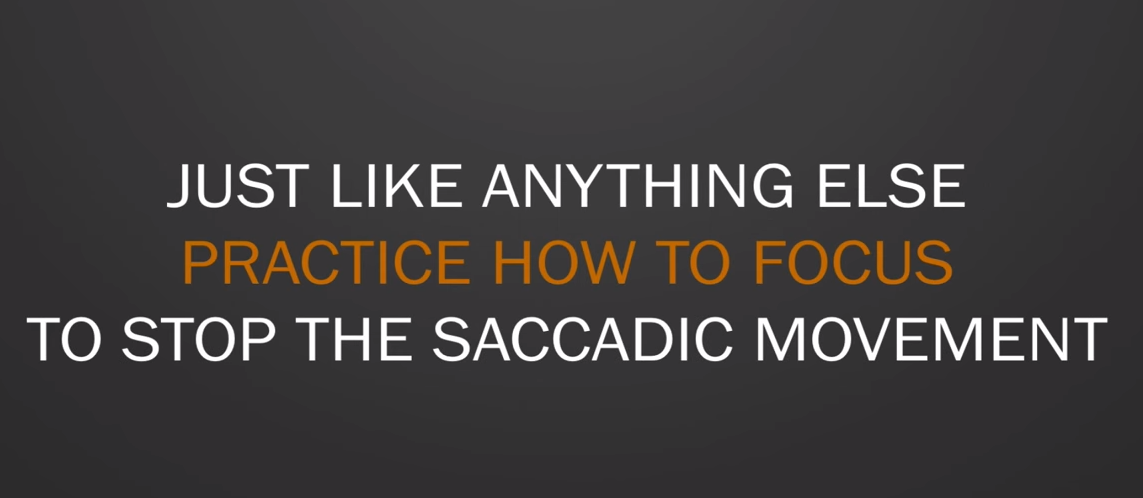 JUST LIKE ANYTHING ELSE
PRACTICE HOW TO FOCUS
TO STOP THE SACCADIC MOVEMENT